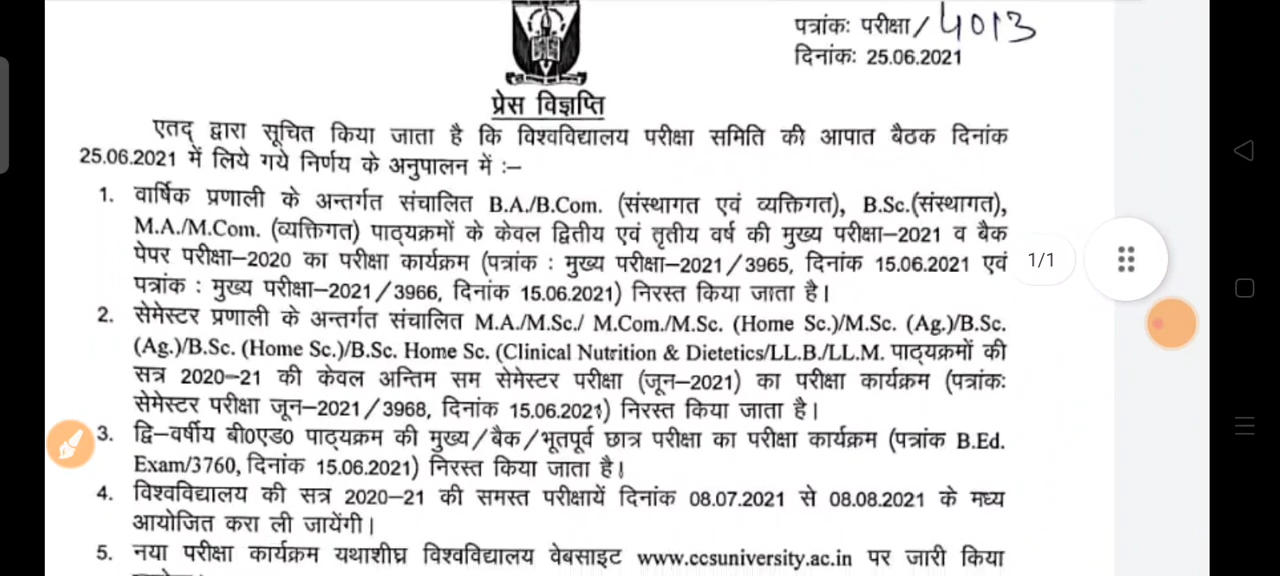 पत्रांकः परीक्षा/4013
दिनांकः 25.06.2021
प्रेस विज्ञप्ति
एतद् द्वारा सूचित किया जाता है कि विश्वविद्यालय परीक्षा समिति की आपात बैठक दिनांक
25.06.2021 में लिये गये निर्णय के अनुपालन में :–
1. वार्षिक प्रणाली के अन्तर्गत संचालित B.A./B.Com. (संस्थागत एवं व्यक्तिगत), B.Sc.(संस्थागत),
M.A./M.Com. (व्यक्तिगत) पाठ्यक्रमों के केवल द्वितीय एवं तृतीय वर्ष की मुख्य परीक्षा–2021 व बैक
पेपर परीक्षा–2020 का परीक्षा कार्यक्रम (पत्रांक : मुख्य परीक्षा–2021/3965, दिनांक 15.06.2021 एवं
1/1
पत्रांक : मुख्य परीक्षा–2021/3966, दिनांक 15.06.2021) निरस्त किया जाता है।
2. सेमेस्टर प्रणाली के अन्तर्गत संचालित M.A./M.Sc./ M.Com./M.Sc. (Home Sc.)/M.Sc. (Ag.)/B.Sc.
(Ag.)/B.Sc. (Home Sc.)/B.Sc. Home Sc. (Clinical Nutrition & Dietetics/LL.B./LL.M. पाठ्यक्रमों की
सत्र 2020–21 की केवल अन्तिम सम सेमेस्टर परीक्षा (जून–2021) का परीक्षा कार्यक्रम (पत्रांकः
सेमेस्टर परीक्षा जून–2021/3968, दिनांक 15.06.2021) निरस्त किया जाता है।
3. द्वि–वर्षीय बी0एड0 पाठ्यक्रम की मुख्य/बैक/भूतपूर्व छात्र परीक्षा का परीक्षा कार्यक्रम (पत्रांक B.Ed.
Exam/3760, दिनांक 15.06.2021) निरस्त किया जाता है।
4. विश्वविद्यालय की सत्र 2020–21 की समस्त परीक्षायें दिनांक 08.07.2021 से 08.08.2021 के मध्य
आयोजित करा ली जायेंगी।
5. नया परीक्षा कार्यक्रम यथाशीघ्र विश्वविद्यालय वेबसाइट www.ccsuniversity.ac.in पर जारी किया